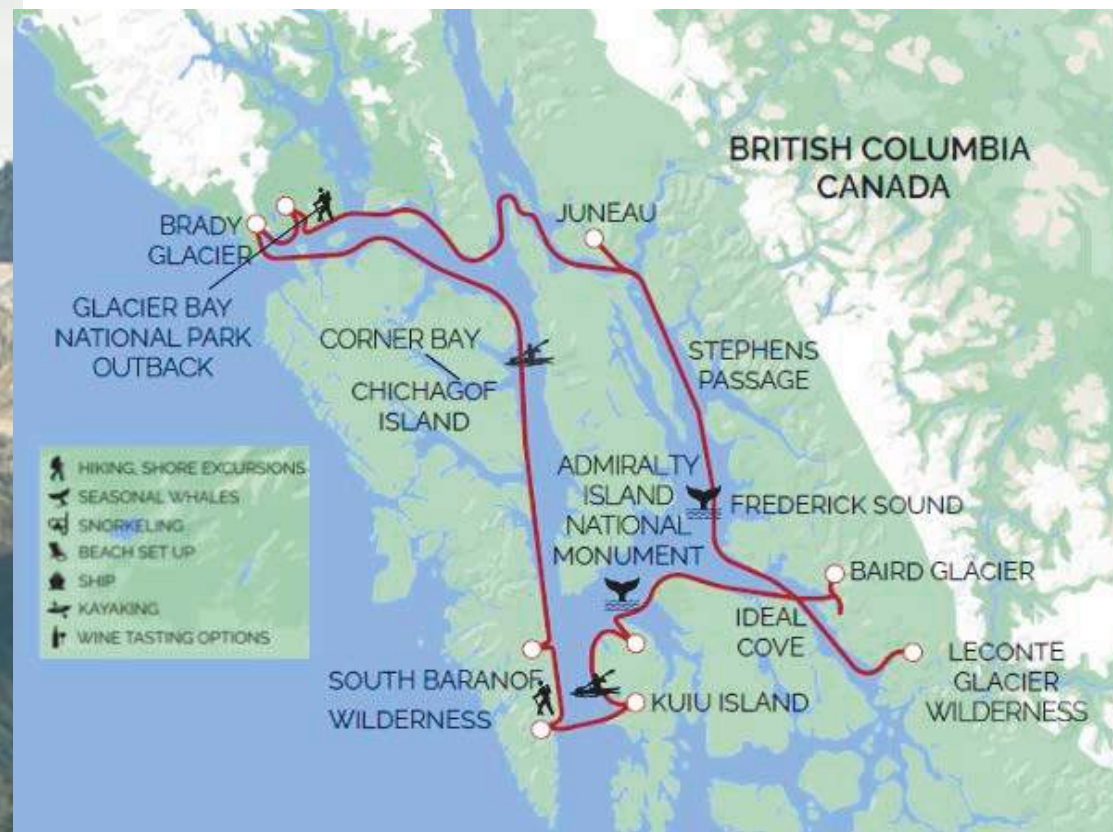 BRITISH COLUMBIA
CANADA
JUNEAU
BRADY
GLACIER
GLACIER BAY
NATIONAL PARK
OUTBACK
CORNER BAY
CHICHAGOF
ISLAND
STEPHENS
PASSAGE
ADMIRALTY
ISLAND
NATIONAL
MONUMENT
FREDERICK SOUND
BAIRD GLACIER
IDEAL
COVE
LECONTE
GLACIER
WILDERNESS
SOUTH BARANOF
WILDERNESS
KUIU ISLAND
HIKING, SHORE EXCURSIONS
SEASONAL WHALES
SNORKELING
BEACH SET UP
SHIP
KAYAKING
WINE TASTING OPTIONS